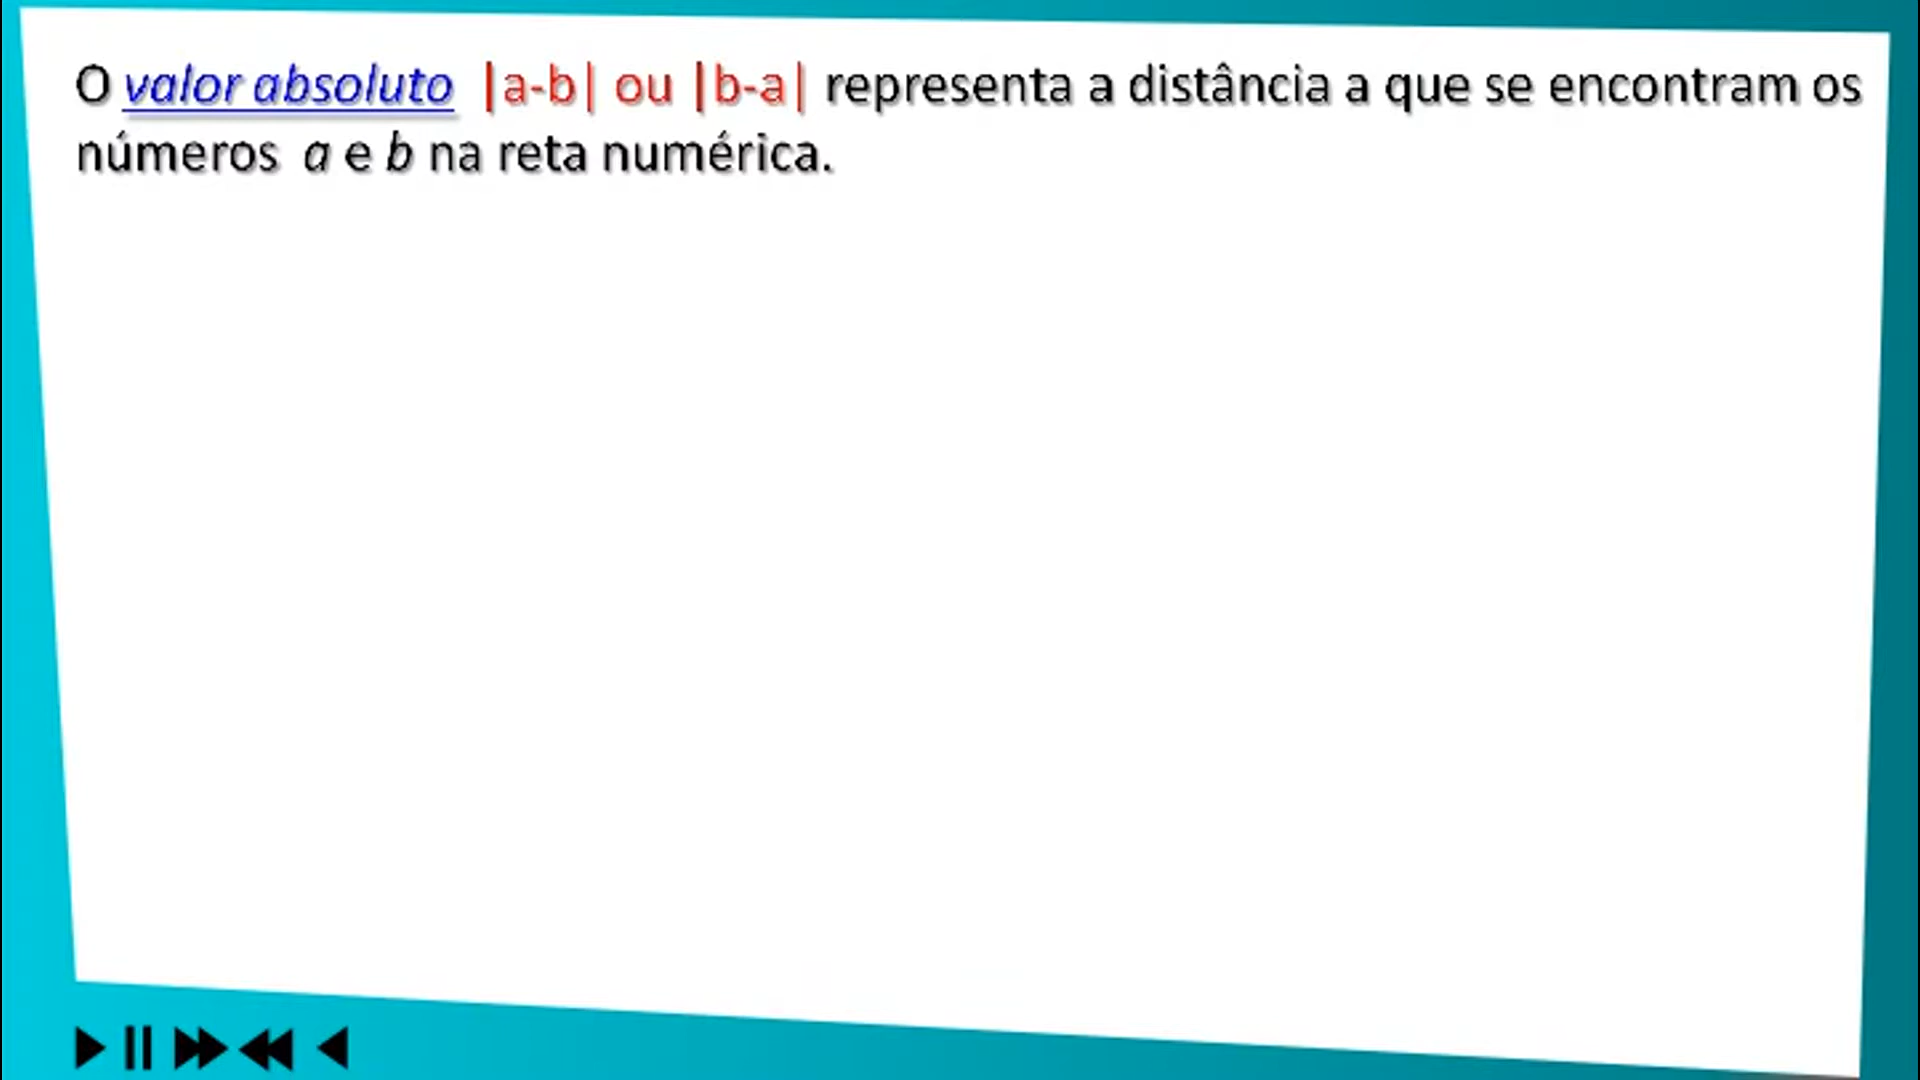 O valor absoluto |a-b| ou |b-a| representa a distância a que se encontram os
números a e b na reta numérica.